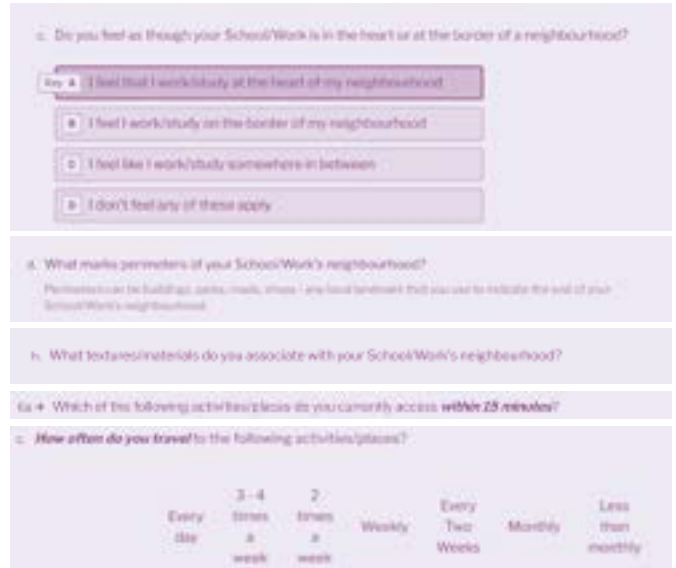 c. Do you feel as though your School/Work is in the heart or at the border of a neighbourhood?
Key A I feel that I work/study at the heart of my neighbourhood
B I feel I work/study on the border of my neighbourhood
C I feel like I work/study somewhere in between
D I don't feel any of these apply
d. What marks perimeters of your School/Work's neighbourhood?
Perimeters can be buildings, parks, roads, shops - any local landmark that you use to indicate the end of your
School/Work's neighbourhood.
h. What textures/materials do you associate with your School/Work's neighbourhood?
6a → Which of the following activities/places do you currently access within 15 minutes?
c. How often do you travel to the following activities/places?
Every day
3 - 4 times a week
2 times a week
Weekly
Every Two Weeks
Monthly
Less than monthly